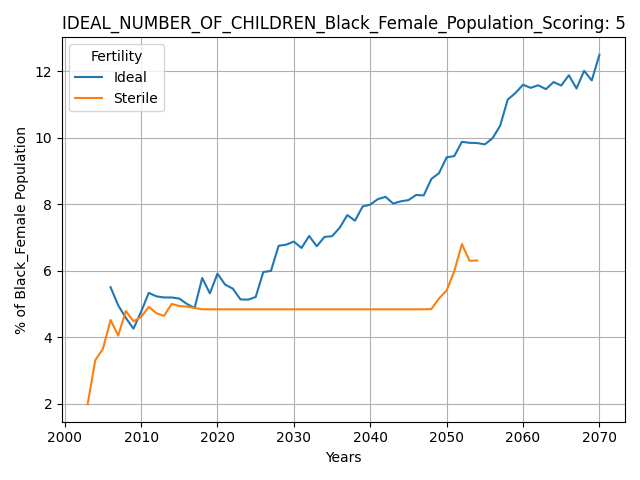 IDEAL_NUMBER_OF_CHILDREN_Black_Female_Population_Scoring: 5
Fertility
Ideal
Sterile
% of Black_Female Population
12
10
8
6
4
2
2000 2010 2020 2030 2040 2050 2060 2070
Years